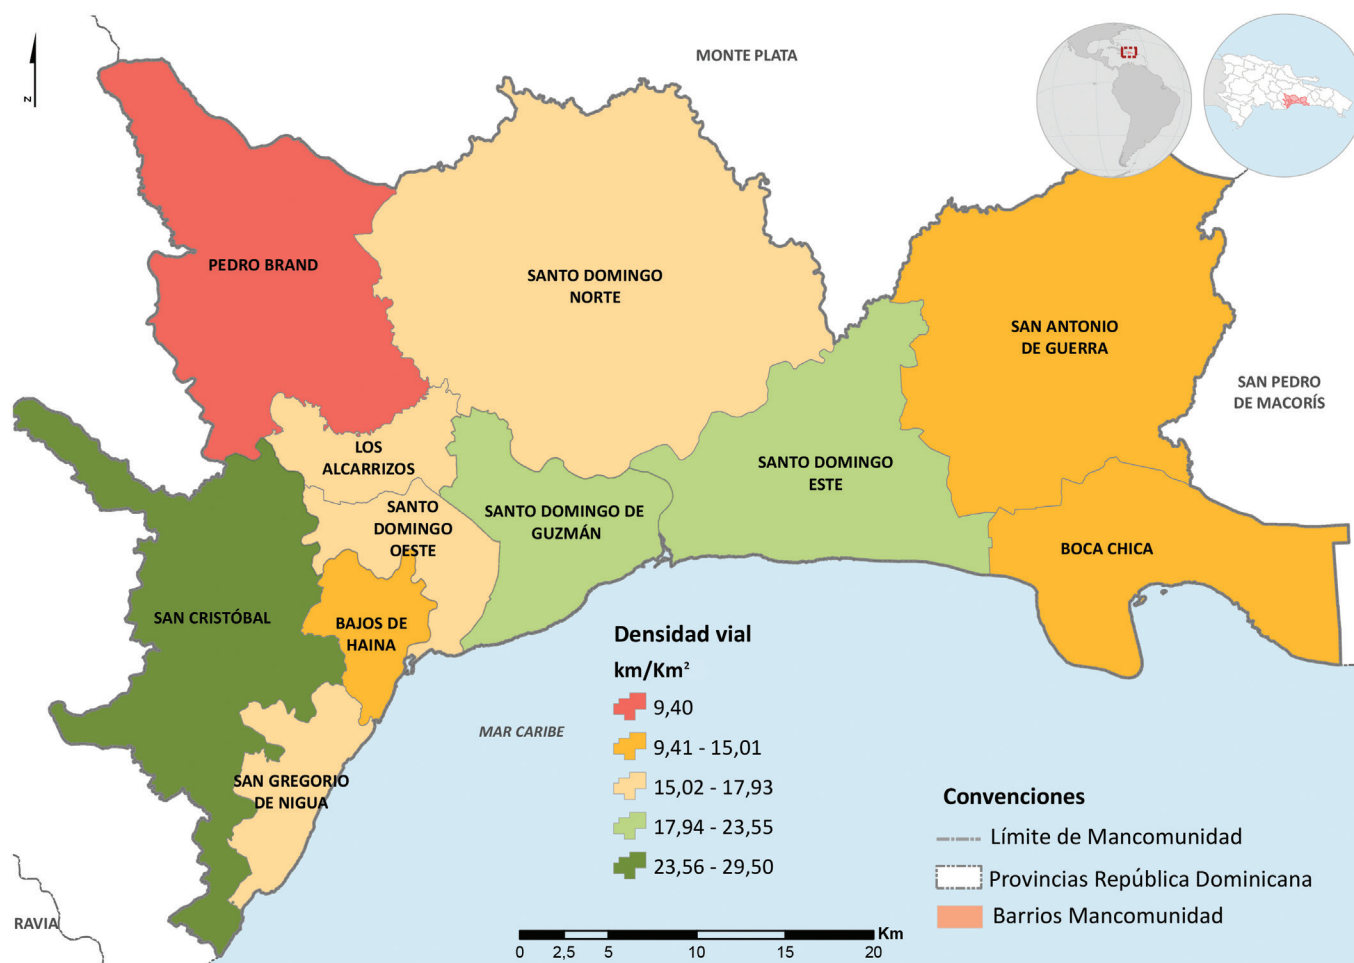 MONTE PLATA
N
PEDRO BRAND
SANTO DOMINGO
NORTE
SAN ANTONIO
DE GUERRA
SAN PEDRO
DE MACORÍS
LOS
ALCARRIZOS
SANTO DOMINGO
ESTE
SANTO
DOMINGO
OESTE
SANTO DOMINGO DE
GUZMÁN
BOCA CHICA
SAN CRISTÓBAL
BAJOS DE
HAINA
SAN GREGORIO
DE NIGUA
MAR CARIBE
RAVIA
Densidad vial
km/Km²
9,40
9,41 - 15,01
15,02 - 17,93
17,94 - 23,55
23,56 - 29,50
Convenciones
Límite de Mancomunidad
Provincias República Dominicana
Barrios Mancomunidad
Km
0 2,5 5 10 15 20